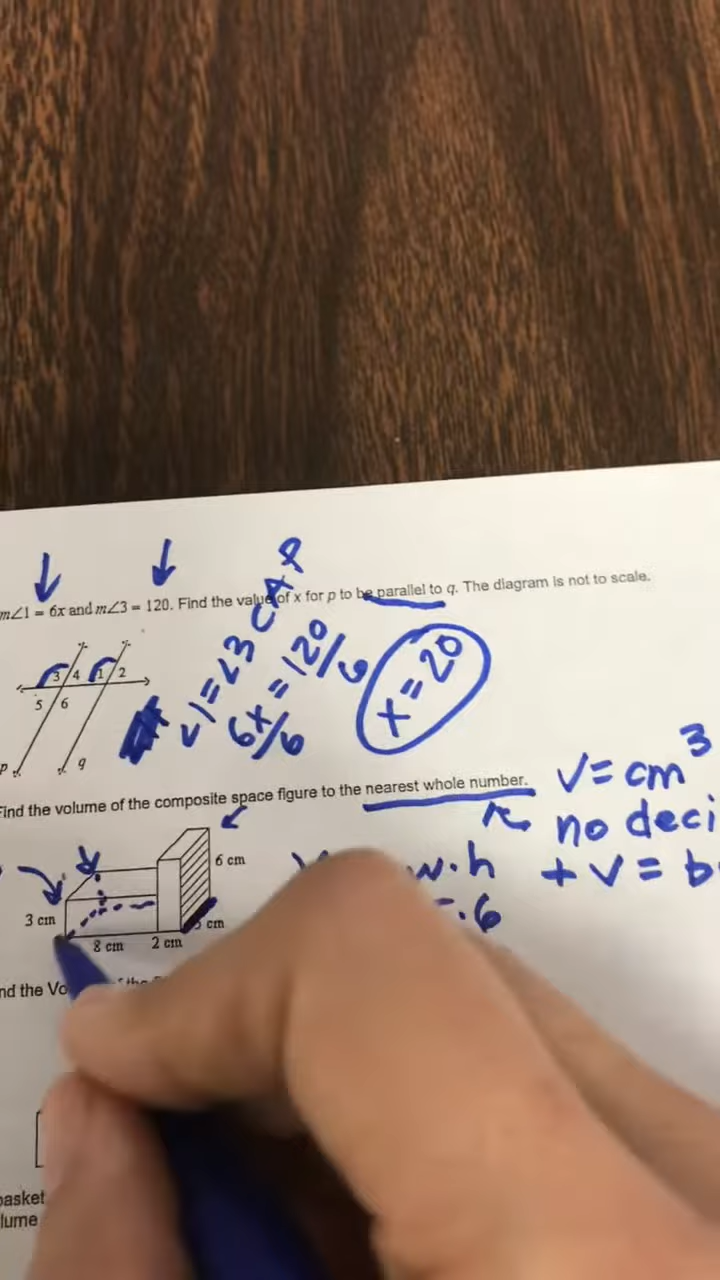 m∠1 = 6x and m∠3 = 120. Find the value of x for p to be parallel to q. The diagram is not to scale.
3 4 1 2
5 6
p q
∠1 = ∠3 CAP
6x/6 = 120/6
x = 20
Find the volume of the composite space figure to the nearest whole number.
V = cm³
no deci
w.h + V = b
.6
6 cm
3 cm
cm
8 cm 2 cm
nd the Vo
basket
lume